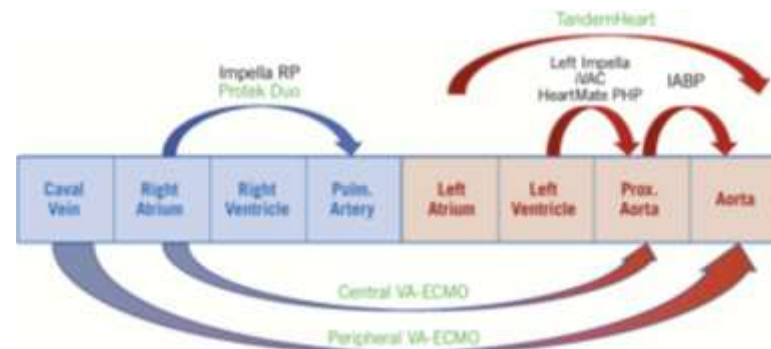 TandemHeart
Left Impella
iVAC
HeartMate PHP
IABP
Impella RP
Protek Duo
Caval
Vein
Right
Atrium
Right
Ventricle
Pulm.
Artery
Left
Atrium
Left
Ventricle
Prox.
Aorta
Aorta
Central VA-ECMO
Peripheral VA-ECMO